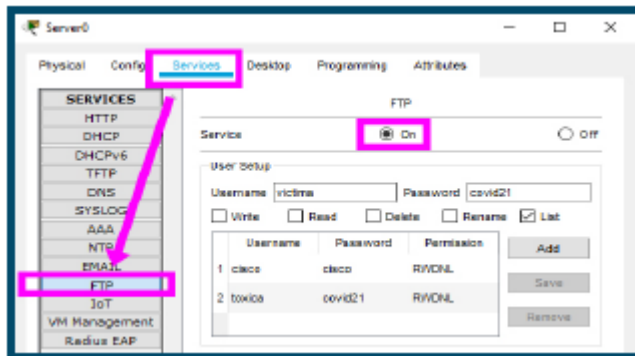 Server0
Physical Config Services Desktop Programming Attributes
SERVICES
HTTP
DHCP
DHCPv6
TFTP
DNS
SYSLOG
AAA
NTP
EMAIL
FTP
IoT
VM Management
Radius EAP
FTP
Service On Off
User Setup
Username victima Password covid21
Write Read Delete Rename List
Username Password Permission
1 cisco cisco RWDNL
2 toxica covid21 RWDNL
Add
Save
Remove